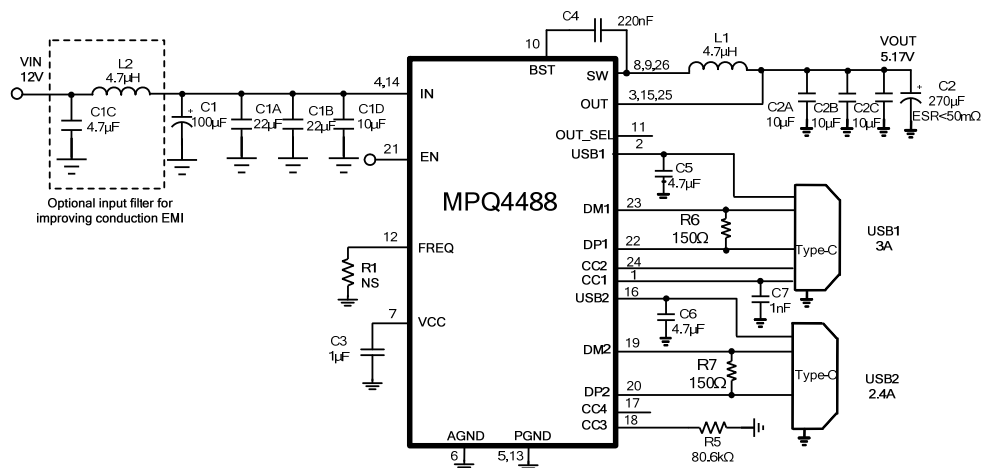 C4
220nF
10
BST
VIN
12V
L2
4.7µH
C1C
4.7µF
C1
100µF
+
C1A
22µF
C1B
22µF
C1D
10µF
4,14
IN
21
EN
Optional input filter for
improving conduction EMI
MPQ4488
12
FREQ
R1
NS
7
VCC
C3
1µF
AGND
6
PGND
5,13
SW
8,9,26
L1
4.7µH
VOUT
5.17V
OUT
3,15,25
C2A
10µF
C2B
10µF
C2C
10µF
+
C2
270µF
ESR<50mΩ
OUT_SEL
11
USB1
2
C5
4.7µF
DM1
23
R6
150Ω
DP1
22
CC2
24
CC1
1
Type-C
USB1
3A
C7
1nF
USB2
16
C6
4.7µF
DM2
19
R7
150Ω
DP2
20
CC4
17
CC3
18
R5
80.6kΩ
Type-C
USB2
2.4A